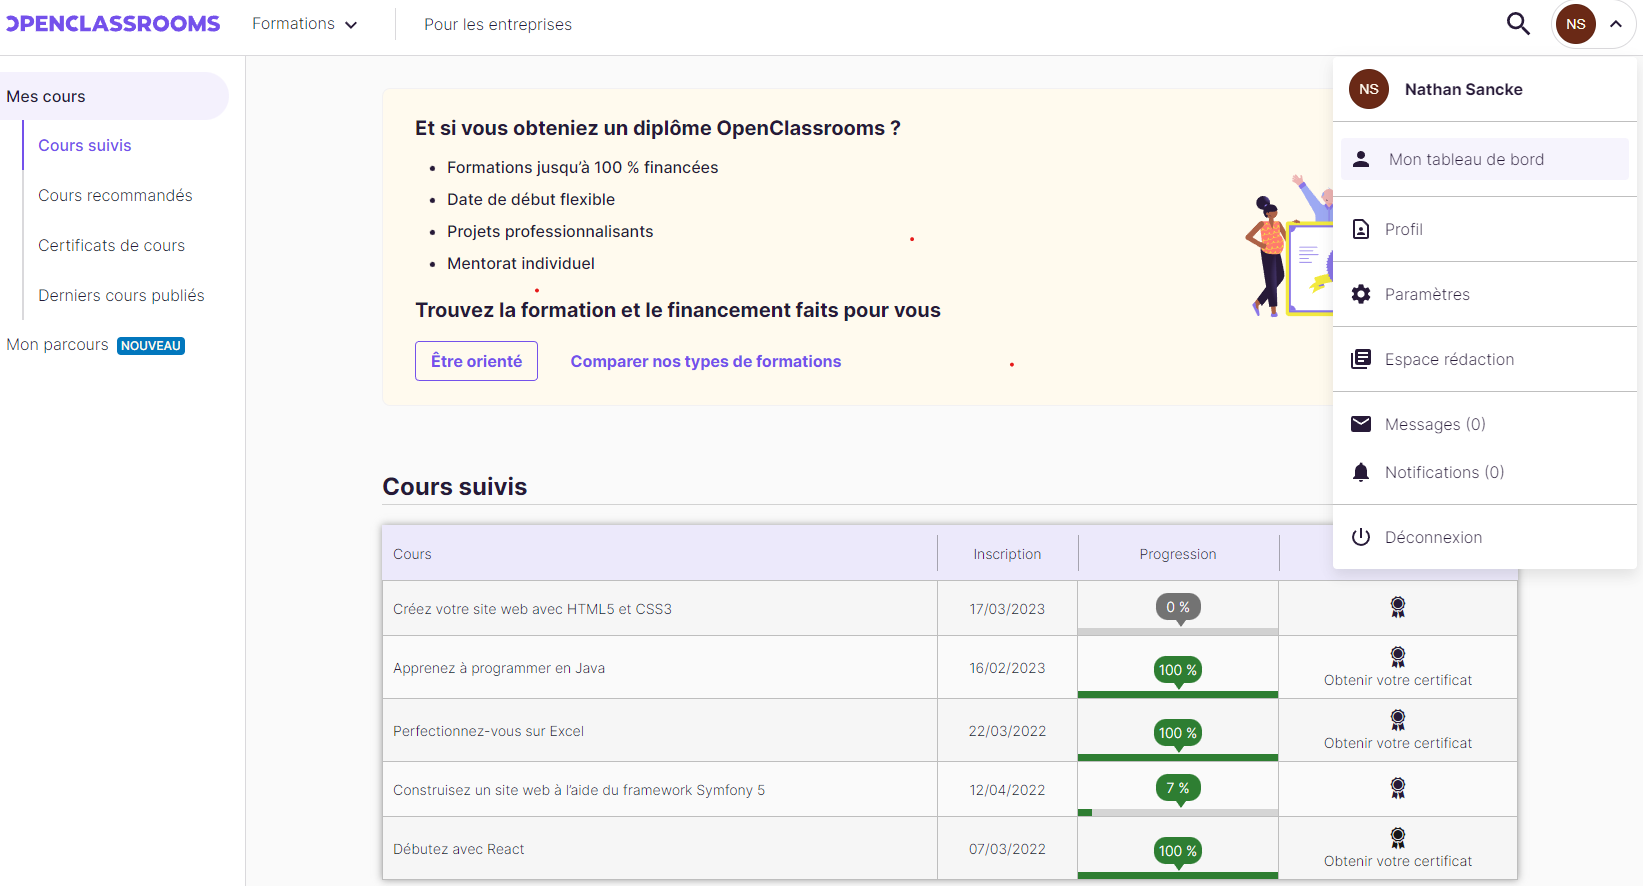 OPENCLASSROOMS
Formations
Pour les entreprises
NS
NS
Nathan Sancke
Mon tableau de bord
Profil
Paramètres
Espace rédaction
Messages (0)
Notifications (0)
Déconnexion
Mes cours
Cours suivis
Cours recommandés
Certificats de cours
Derniers cours publiés
Mon parcours NOUVEAU
Et si vous obteniez un diplôme OpenClassrooms ?
Formations jusqu'à 100 % financées
Date de début flexible
Projets professionnalisants
Mentorat individuel
Trouvez la formation et le financement faits pour vous
Être orienté
Comparer nos types de formations
Cours suivis
Cours Inscription Progression
Créez votre site web avec HTML5 et CSS3 17/03/2023 0 %
Apprenez à programmer en Java 16/02/2023 100 % Obtenir votre certificat
Perfectionnez-vous sur Excel 22/03/2022 100 % Obtenir votre certificat
Construisez un site web à l'aide du framework Symfony 5 12/04/2022 7 %
Débutez avec React 07/03/2022 100 % Obtenir votre certificat